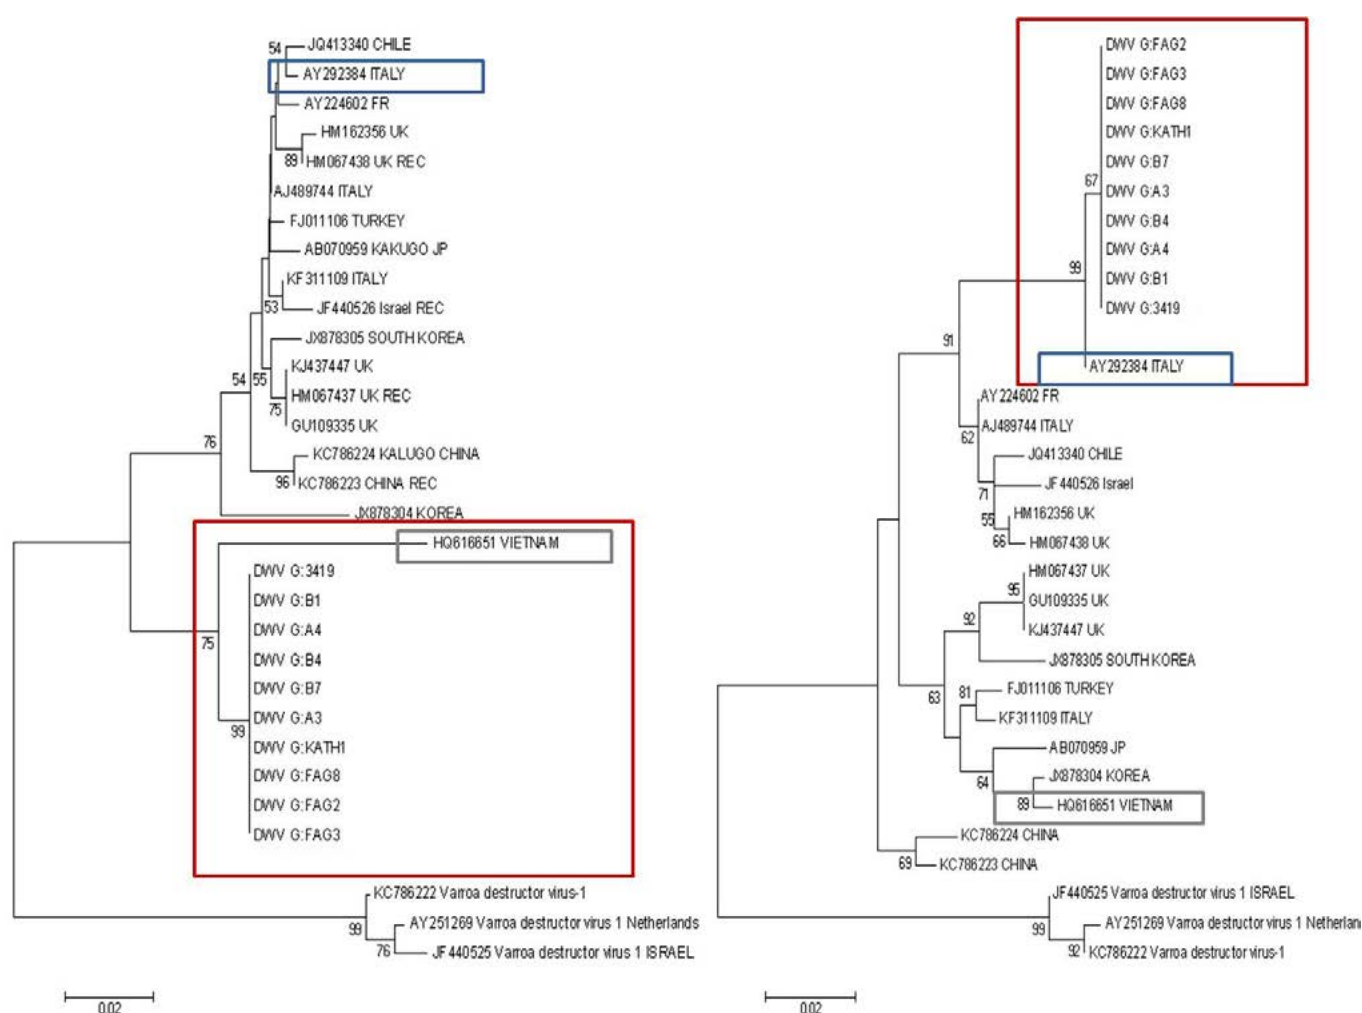 54
JQ413340 CHILE
AY292384 ITALY
AY224602 FR
HM162356 UK
89
HM067438 UK REC
AJ489744 ITALY
FJ011106 TURKEY
AB070959 KAKUGO JP
KF311109 ITALY
53
JF440526 Israel REC
JX878305 SOUTH KOREA
KJ437447 UK
54
55
HM067437 UK REC
75
GU109335 UK
76
KC786224 KALUGO CHINA
96
KC786223 CHINA REC
JX878304 KOREA
HQ616651 VIETNAM
DWV G:3419
DWV G:B1
DWV G:A4
75
DWV G:B4
DWV G:B7
DWV G:A3
99
DWV G:KATH1
DWV G:FAG8
DWV G:FAG2
DWV G:FAG3
KC786222 Varroa destructor virus-1
99
AY251269 Varroa destructor virus 1 Netherlands
76
JF440525 Varroa destructor virus 1 ISRAEL
0.02
DWV G:FAG2
DWV G:FAG3
DWV G:FAG8
DWV G:KATH1
DWV G:B7
67
DWV G:A3
DWV G:B4
DWV G:A4
99
DWV G:B1
DWV G:3419
91
AY292384 ITALY
AY224602 FR
AJ489744 ITALY
62
JQ413340 CHILE
JF440526 Israel
71
HM162356 UK
55
66
HM067438 UK
HM067437 UK
95
GU109335 UK
92
KJ437447 UK
JX878305 SOUTH KOREA
63
81
FJ011106 TURKEY
KF311109 ITALY
AB070959 JP
64
JX878304 KOREA
89
HQ616651 VIETNAM
KC786224 CHINA
69
KC786223 CHINA
JF440525 Varroa destructor virus 1 ISRAEL
99
AY251269 Varroa destructor virus 1 Netherlan
92
KC786222 Varroa destructor virus-1
0.02